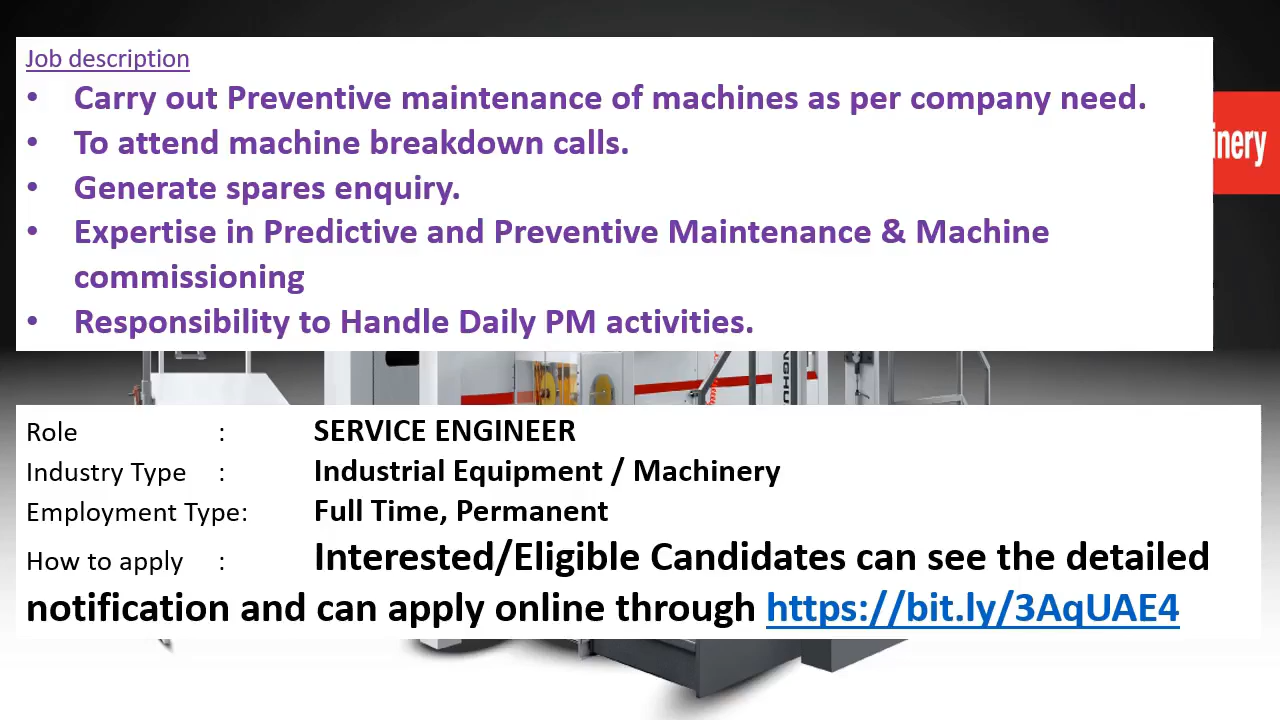 Job description
• Carry out Preventive maintenance of machines as per company need.
• To attend machine breakdown calls.
• Generate spares enquiry.
• Expertise in Predictive and Preventive Maintenance & Machine
commissioning
• Responsibility to Handle Daily PM activities.
inery
NGHU
Role : SERVICE ENGINEER
Industry Type : Industrial Equipment / Machinery
Employment Type: Full Time, Permanent
How to apply : Interested/Eligible Candidates can see the detailed
notification and can apply online through https://bit.ly/3AqUAE4